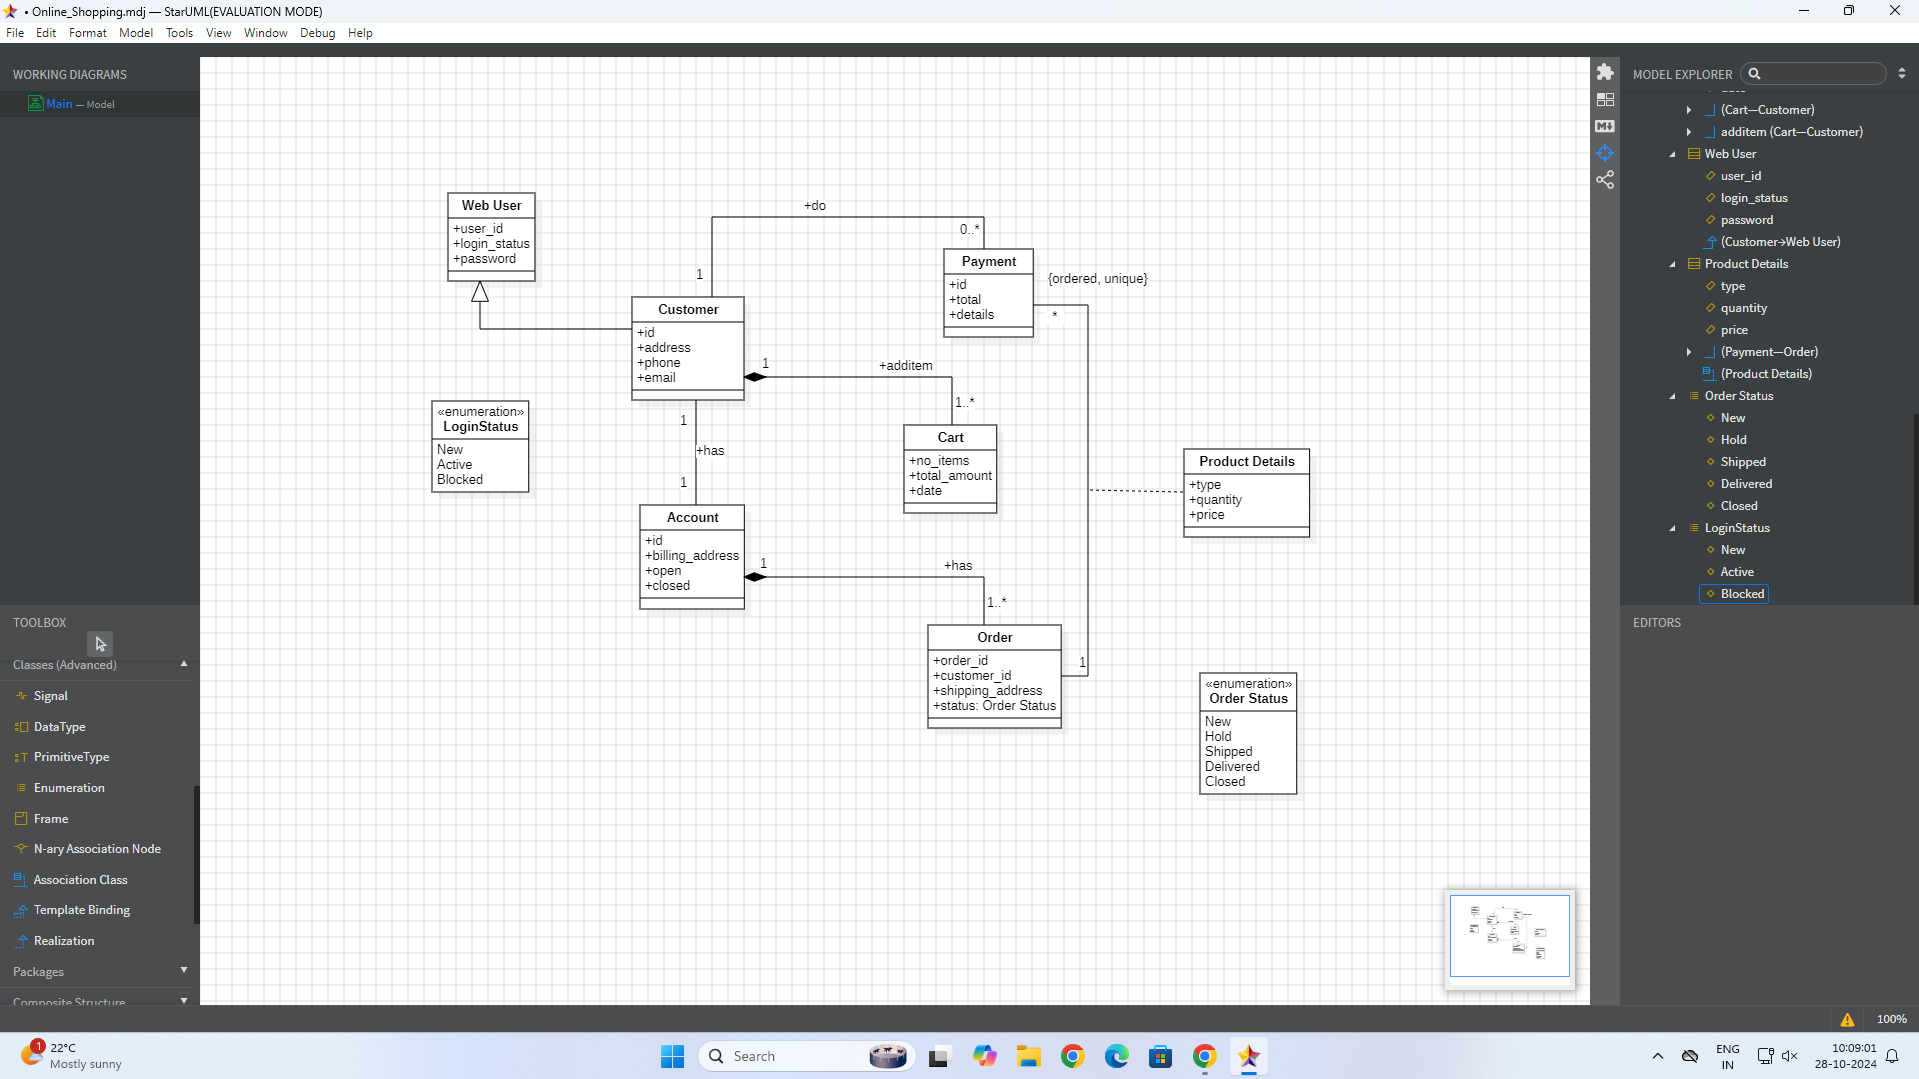 • Online_Shopping.mdj — StarUML(EVALUATION MODE)
File Edit Format Model Tools View Window Debug Help
WORKING DIAGRAMS
Main — Model
TOOLBOX
Classes (Advanced)
Signal
DataType
PrimitiveType
Enumeration
Frame
N-ary Association Node
Association Class
Template Binding
Realization
Packages
Composite Structure
Web User
+user_id
+login_status
+password
+do
0..*
1
Payment
+id
+total
+details
{ordered, unique}
*
Customer
+id
+address
+phone
+email
1
+additem
1..*
«enumeration»
LoginStatus
New
Active
Blocked
1
+has
1
Cart
+no_items
+total_amount
+date
Product Details
+type
+quantity
+price
Account
+id
+billing_address
+open
+closed
1
+has
1..*
Order
+order_id
+customer_id
+shipping_address
+status: Order Status
1
«enumeration»
Order Status
New
Hold
Shipped
Delivered
Closed
MODEL EXPLORER
(Cart—Customer)
additem (Cart—Customer)
Web User
user_id
login_status
password
(Customer→Web User)
Product Details
type
quantity
price
(Payment—Order)
(Product Details)
Order Status
New
Hold
Shipped
Delivered
Closed
LoginStatus
New
Active
Blocked
EDITORS
100%
1
22°C
Mostly sunny
Search
ENG
IN
10:09:01
28-10-2024